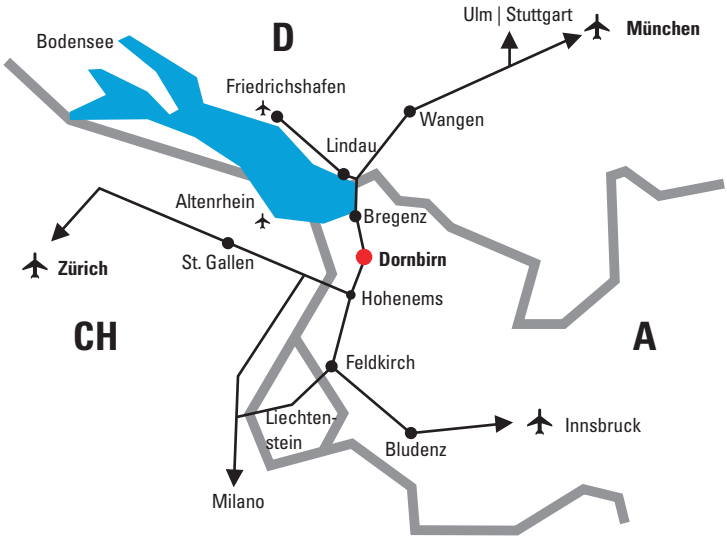 Ulm | Stuttgart
D
München
Bodensee
Friedrichshafen
Wangen
Lindau
Altenrhein
Bregenz
St. Gallen
Zürich
Dornbirn
Hohenems
CH
A
Feldkirch
Liechten-
stein
Innsbruck
Bludenz
Milano